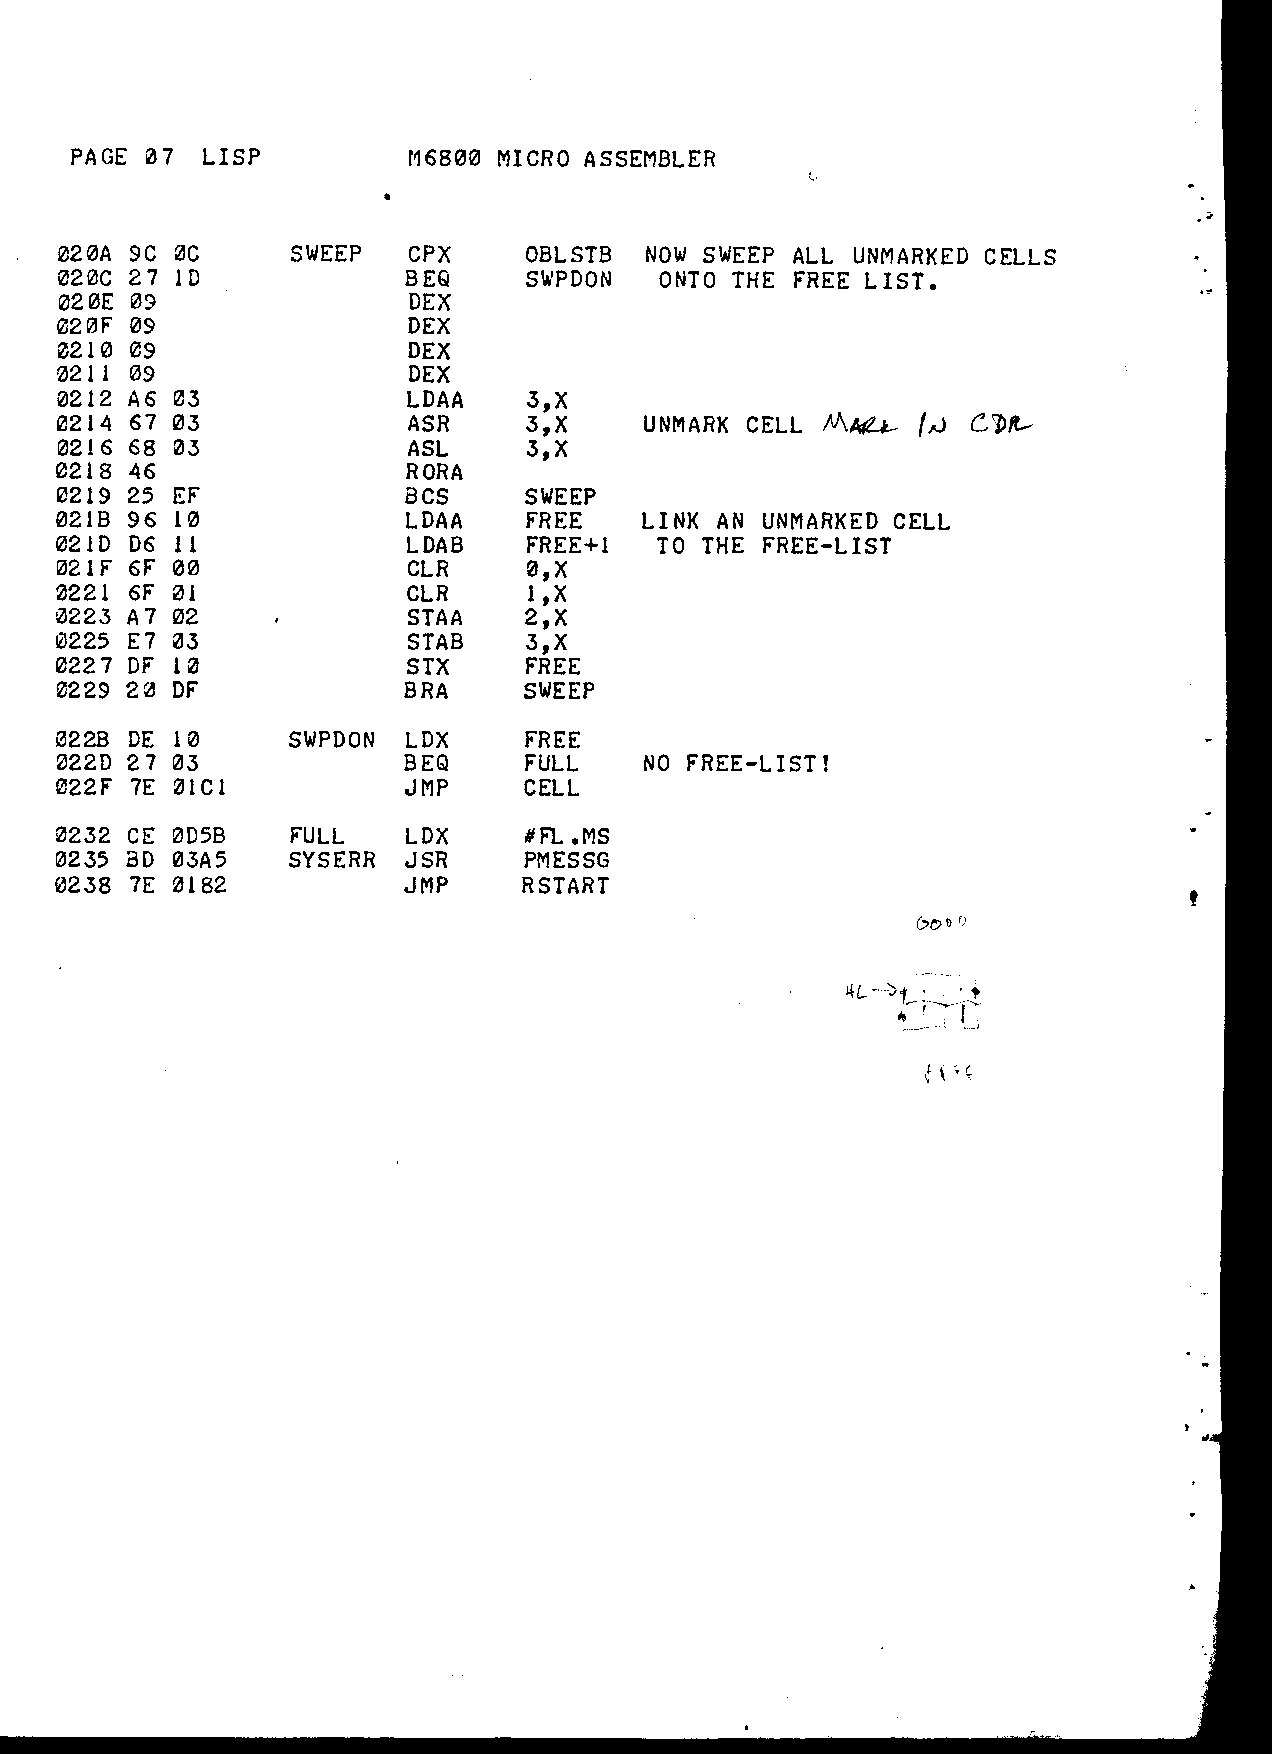 PAGE 07 LISP M6800 MICRO ASSEMBLER
020A 9C 0C SWEEP CPX OBLSTB NOW SWEEP ALL UNMARKED CELLS
020C 27 1D BEQ SWPDON ONTO THE FREE LIST.
020E 09 DEX
020F 09 DEX
0210 09 DEX
0211 09 DEX
0212 A6 03 LDAA 3,X
0214 67 03 ASR 3,X UNMARK CELL MARK IN CDR
0216 68 03 ASL 3,X
0218 46 RORA
0219 25 EF BCS SWEEP
021B 96 10 LDAA FREE LINK AN UNMARKED CELL
021D D6 11 LDAB FREE+1 TO THE FREE-LIST
021F 6F 00 CLR 0,X
0221 6F 01 CLR 1,X
0223 A7 02 STAA 2,X
0225 E7 03 STAB 3,X
0227 DF 10 STX FREE
0229 20 DF BRA SWEEP
022B DE 10 SWPDON LDX FREE
022D 27 03 BEQ FULL NO FREE-LIST!
022F 7E 01C1 JMP CELL
0232 CE 0D5B FULL LDX #FL.MS
0235 BD 03A5 SYSERR JSR PMESSG
0238 7E 0182 JMP RSTART
0000
HL